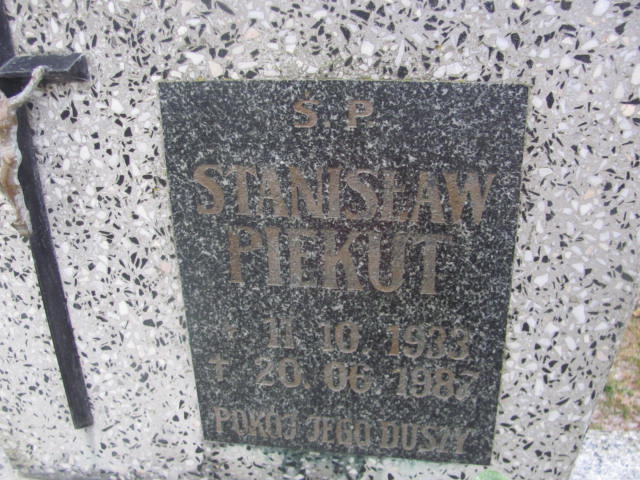 Ś. P.
STANISŁAW
PIEKUT
* 11 10 1933
+ 20 06 1987
POKÓJ JEGO DUSZY